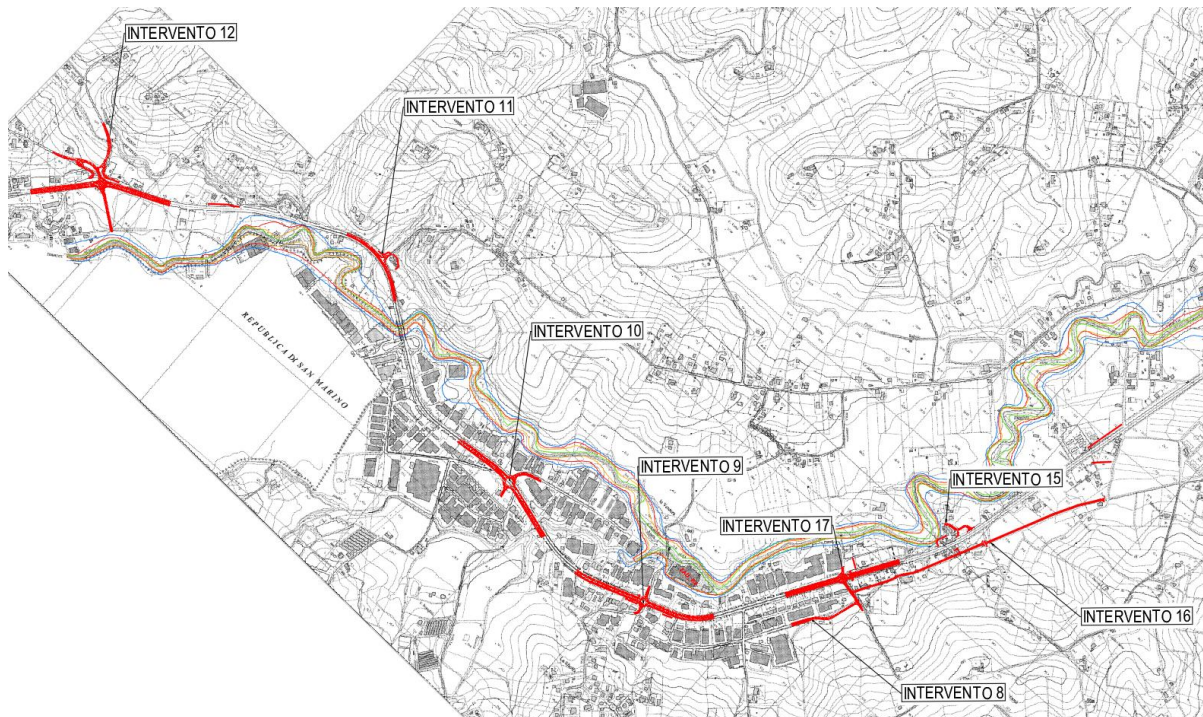 INTERVENTO 12
INTERVENTO 11
REPUBLICA DI SAN MARINO
INTERVENTO 10
INTERVENTO 9
INTERVENTO 15
INTERVENTO 17
INTERVENTO 16
INTERVENTO 8